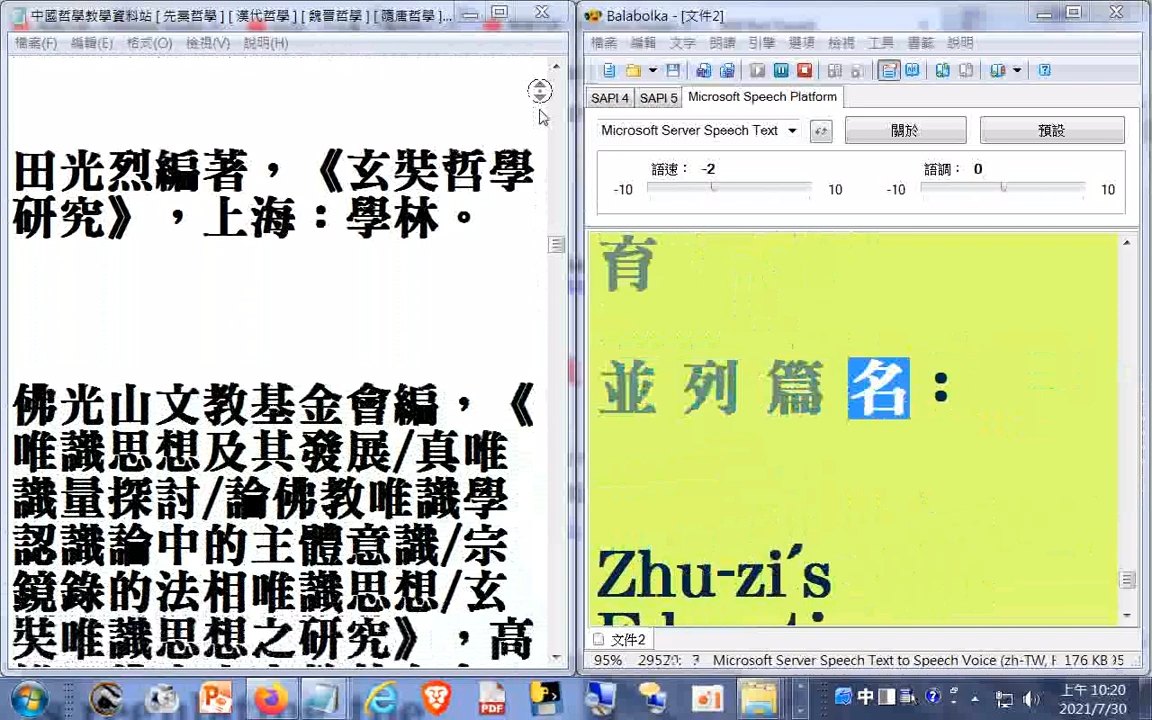 中國哲學教學資料站 [ 先秦哲學 ] [ 漢代哲學 ] [ 魏晉哲學 ] [ 隋唐哲學 ]...
檔案(F) 編輯(E) 格式(O) 檢視(V) 說明(H)
田光烈編著，《玄奘哲學
研究》，上海：學林。
佛光山文教基金會編，《
唯識思想及其發展/真唯
識量探討/論佛教唯識學
認識論中的主體意識/宗
鏡錄的法相唯識思想/玄
奘唯識思想之研究》，高
Balabolka - [文件2]
檔案 編輯 文字 朗讀 引擎 選項 檢視 工具 書籤 說明
SAPI 4 SAPI 5 Microsoft Speech Platform
Microsoft Server Speech Text 關於 預設
語速： -2 語調： 0
-10 10 -10 10
育
並列篇名：
Zhu-zi´s
文件2
95% Microsoft Server Speech Text to Speech Voice (zh-TW, 176 KB
中
PDF
上午 10:20
2021/7/30